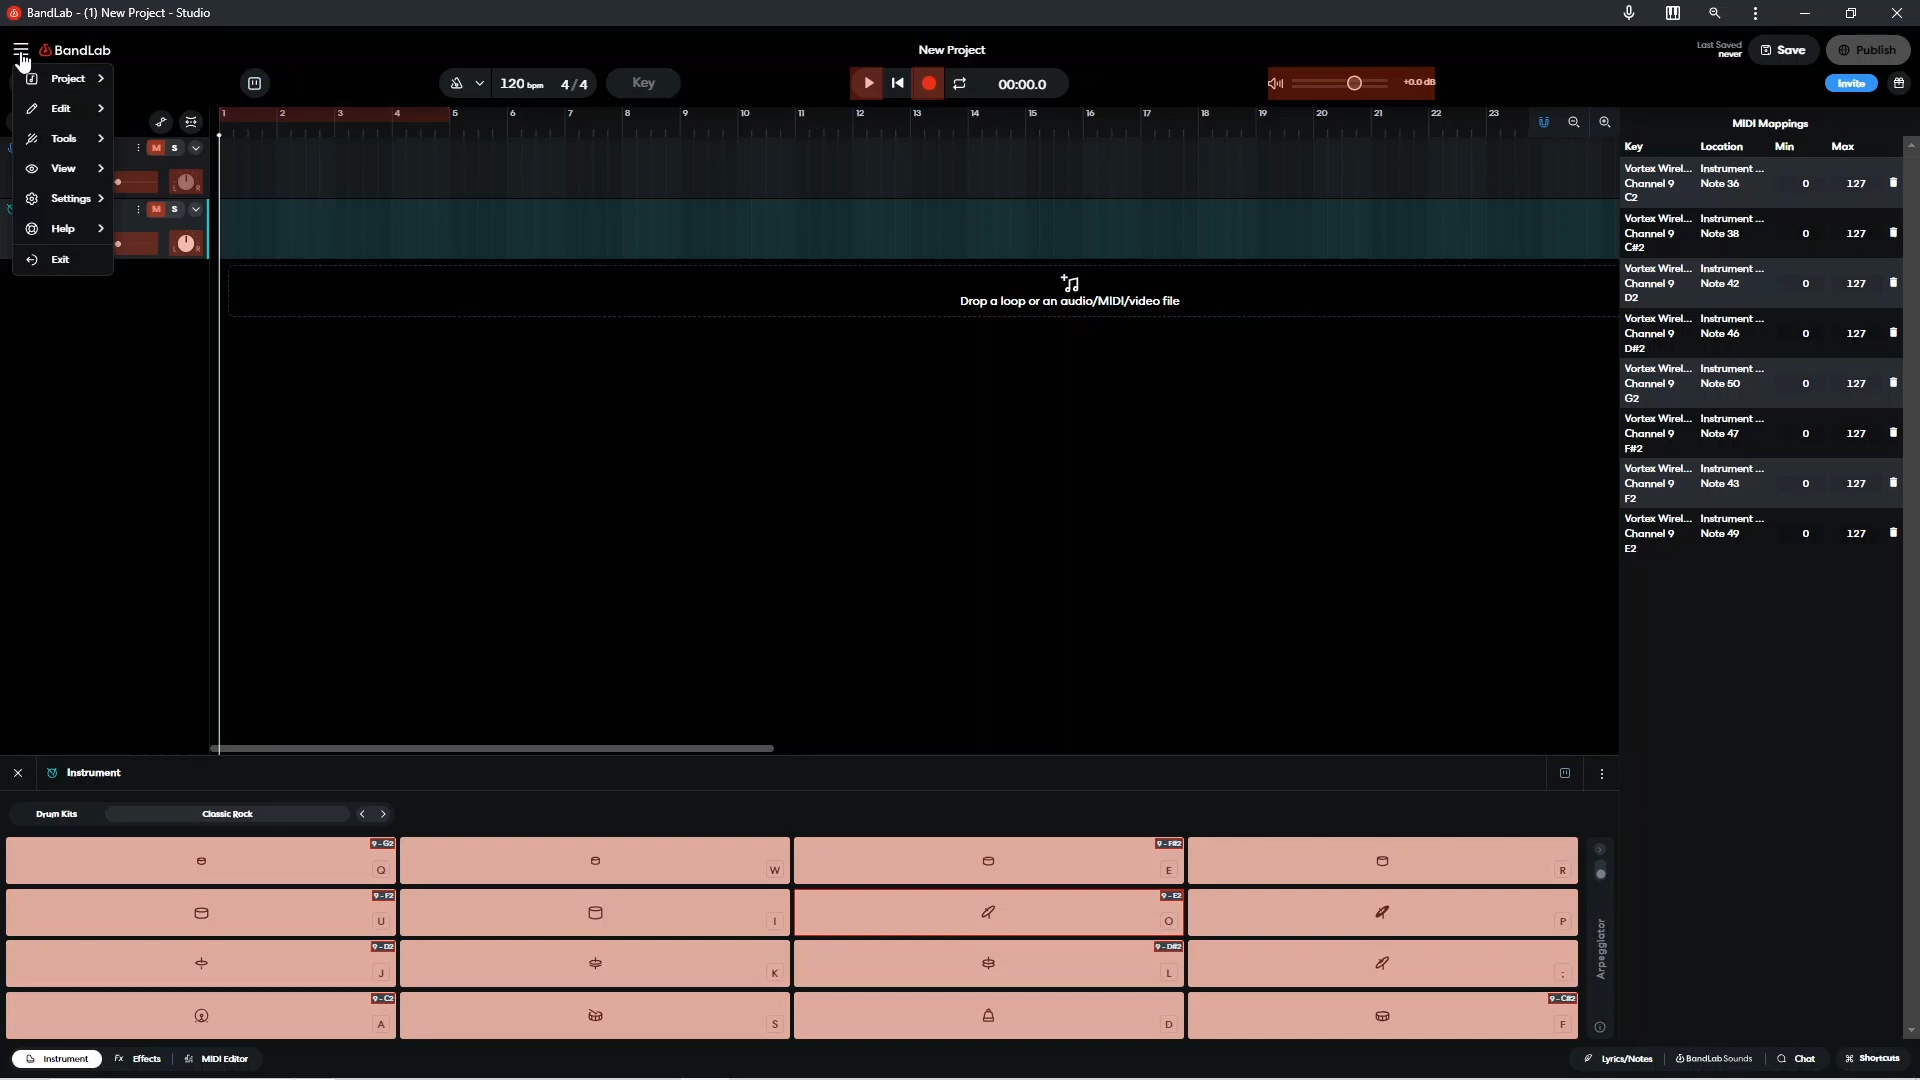 BandLab - (1) New Project - Studio
BandLab
New Project
Last Saved
never
Save
Publish
Project
Edit
Tools
View
Settings
Help
Exit
120 bpm
4/4
Key
00:00.0
+0.0 dB
Invite
1 2 3 4 5 6 7 8 9 10 11 12 13 14 15 16 17 18 19 20 21 22 23
M S
L R
M S
L R
Drop a loop or an audio/MIDI/video file
MIDI Mappings
Key Location Min Max
Vortex Wirel... Instrument ...
Channel 9 Note 36 0 127
C2
Vortex Wirel... Instrument ...
Channel 9 Note 38 0 127
C#2
Vortex Wirel... Instrument ...
Channel 9 Note 42 0 127
D2
Vortex Wirel... Instrument ...
Channel 9 Note 46 0 127
D#2
Vortex Wirel... Instrument ...
Channel 9 Note 50 0 127
G2
Vortex Wirel... Instrument ...
Channel 9 Note 47 0 127
F#2
Vortex Wirel... Instrument ...
Channel 9 Note 43 0 127
F2
Vortex Wirel... Instrument ...
Channel 9 Note 49 0 127
E2
Instrument
Drum Kits
Classic Rock
9 - G2
Q
W
9 - F#2
E
R
9 - F2
U
I
9 - E2
O
P
9 - D2
J
K
9 - D#2
L
;
9 - C2
A
S
D
9 - C#2
F
Arpeggiator
Instrument
Fx Effects
MIDI Editor
Lyrics/Notes
BandLab Sounds
Chat
Shortcuts